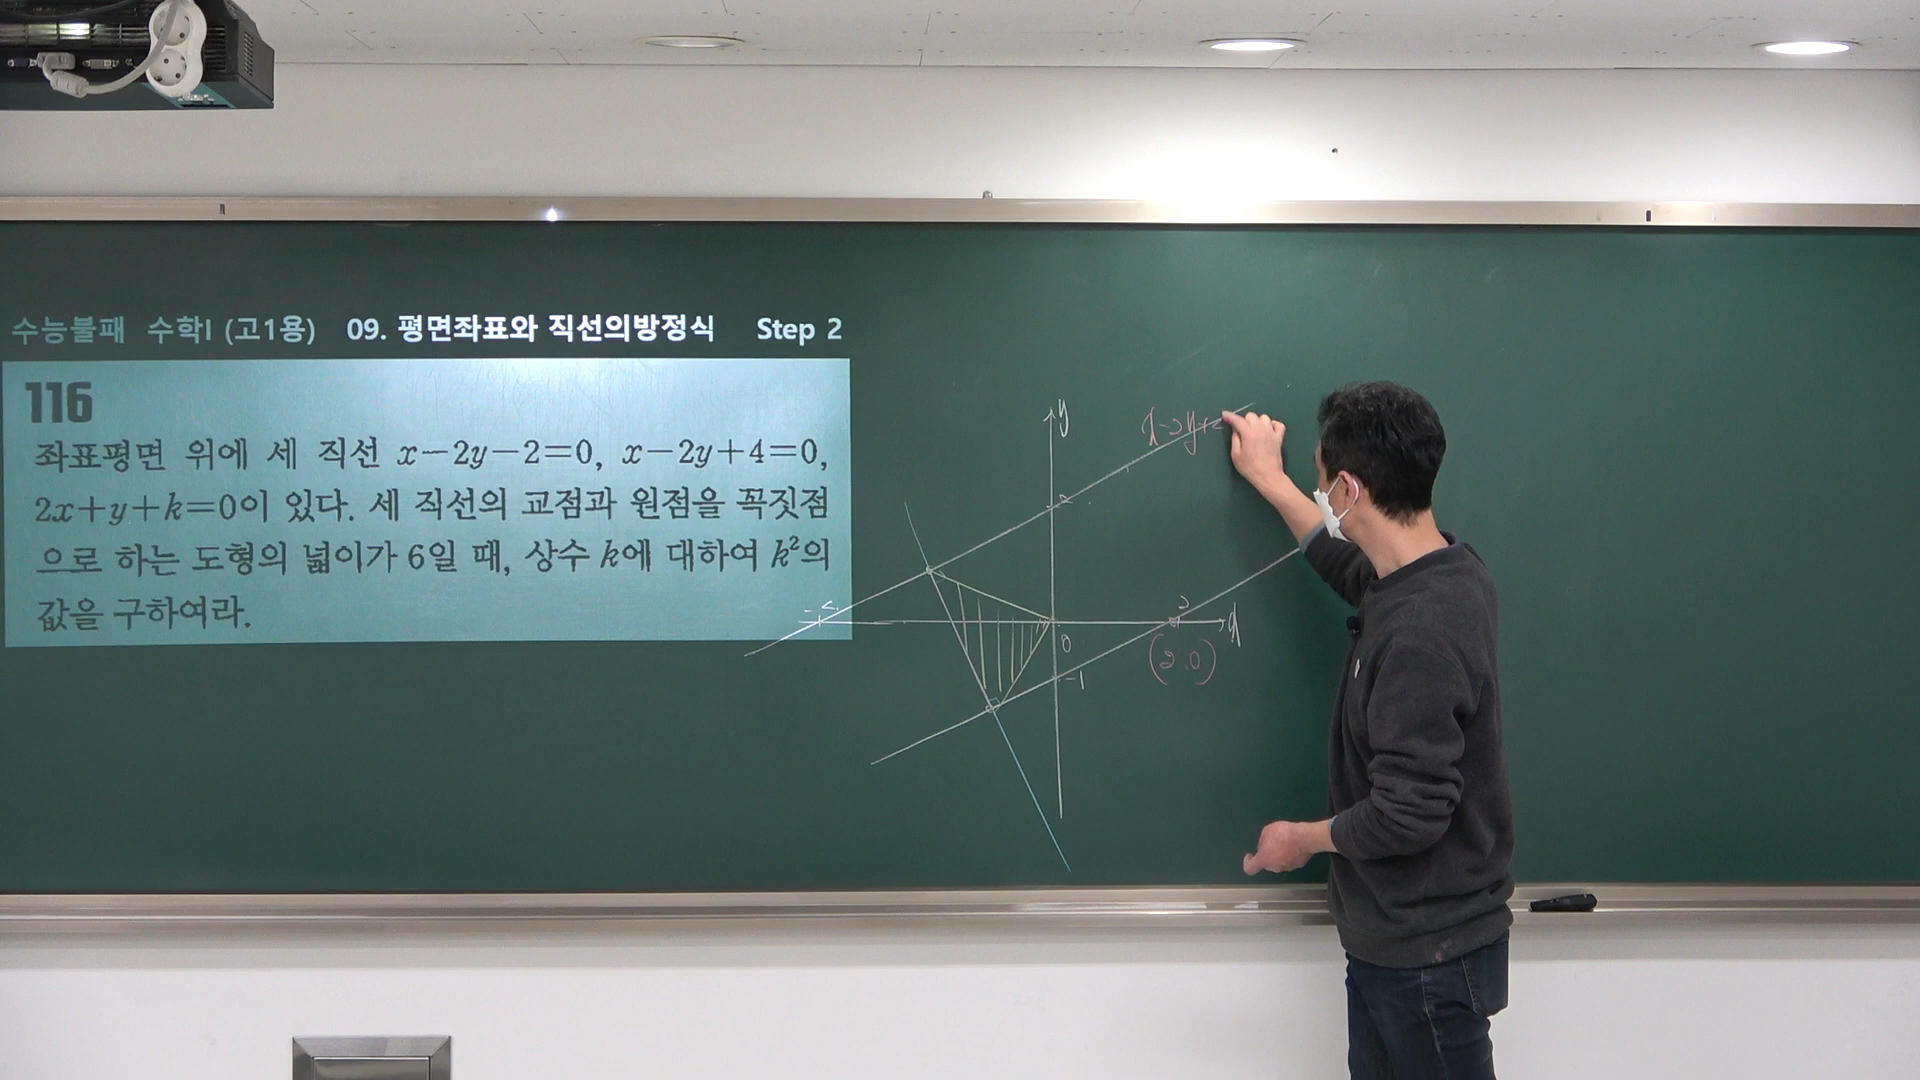 수능불패 수학Ⅰ (고1용) 09. 평면좌표와 직선의방정식 Step 2
116
좌표평면 위에 세 직선 x-2y-2=0, x-2y+4=0,
2x+y+k=0이 있다. 세 직선의 교점과 원점을 꼭짓점
으로 하는 도형의 넓이가 6일 때, 상수 k에 대하여 k²의
값을 구하여라.
y
x-2y+
2
2
x
0
(2.0)
-1